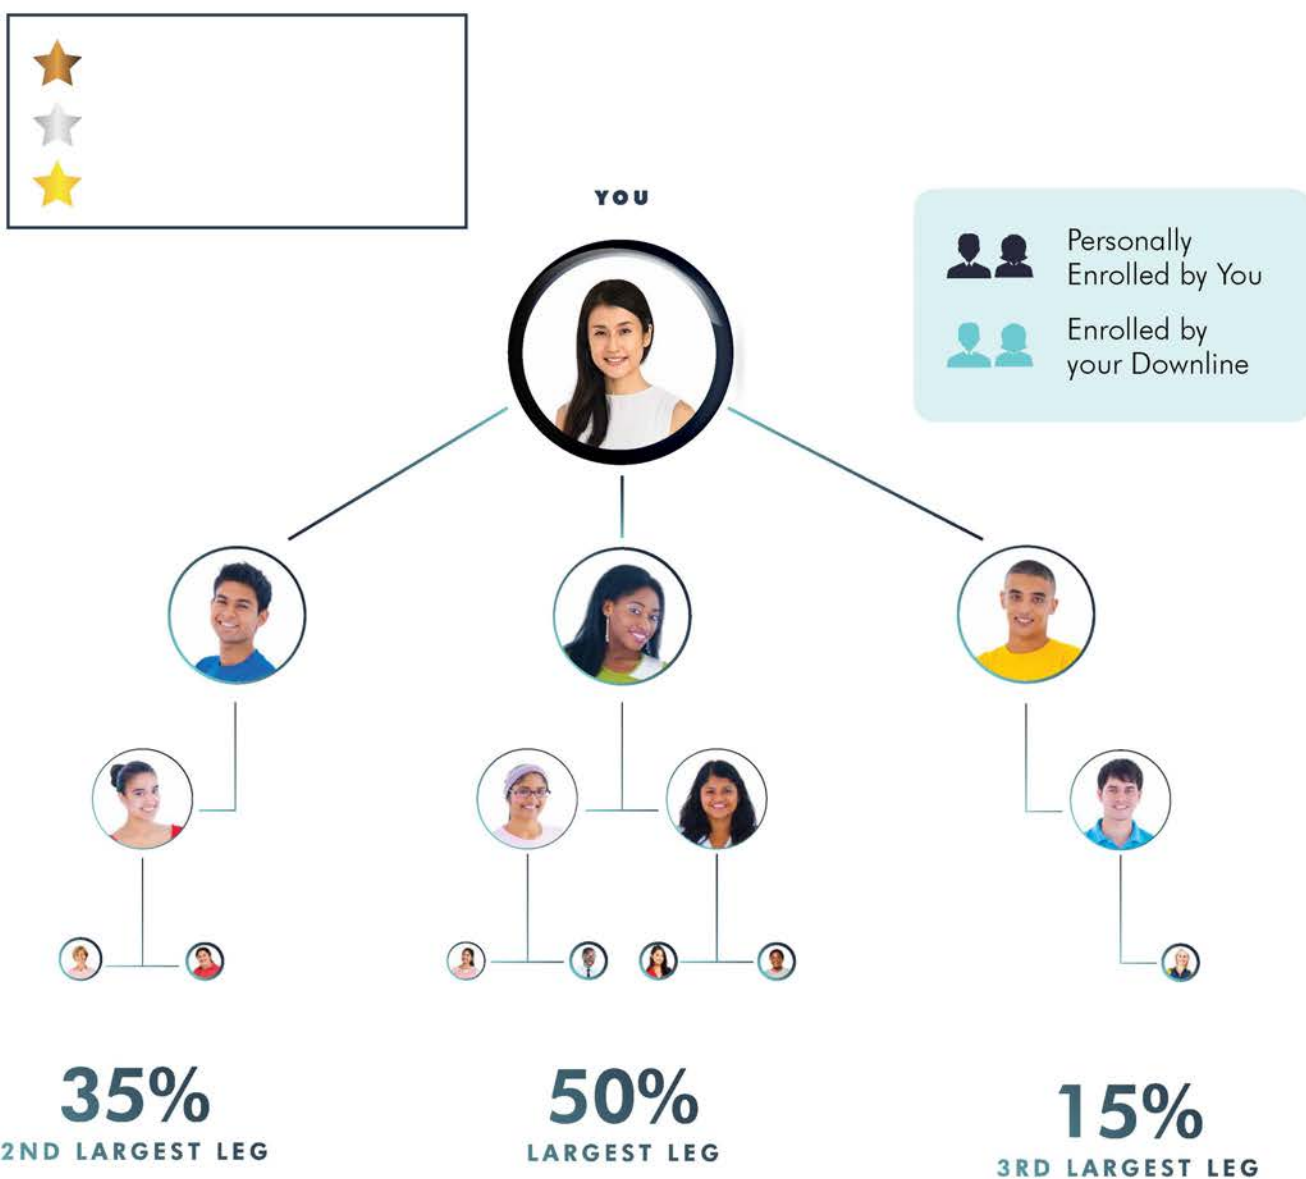 YOU
Personally
Enrolled by You
Enrolled by
your Downline
35%
2ND LARGEST LEG
50%
LARGEST LEG
15%
3RD LARGEST LEG